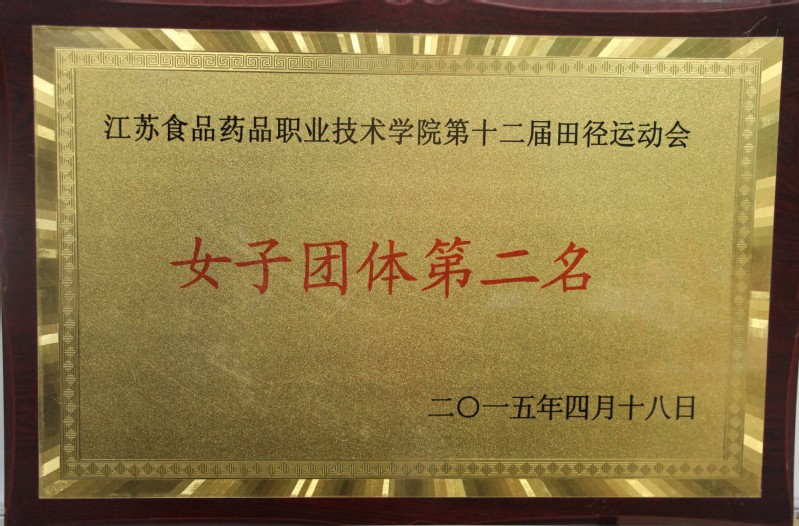 江苏食品药品职业技术学院第十二届田径运动会
女子团体第二名
二〇一五年四月十八日